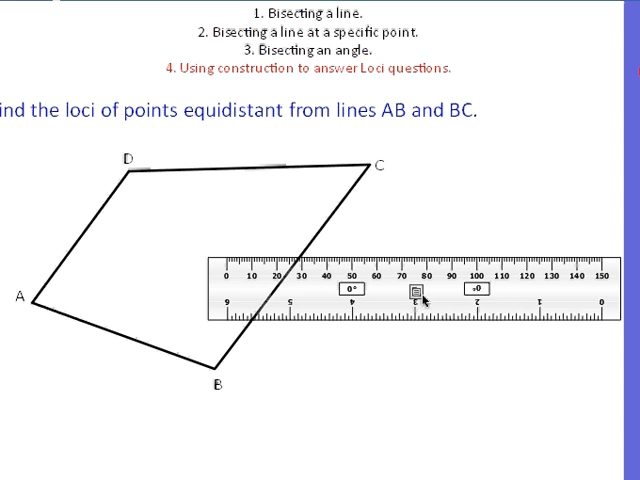 1. Bisecting a line.
2. Bisecting a line at a specific point.
3. Bisecting an angle.
4. Using construction to answer Loci questions.
ind the loci of points equidistant from lines AB and BC.
D
C
0 10 20 30 40 50 60 70 80 90 100 110 120 130 140 150
0° 0°
A
6 5 4 3 2 1 0
B